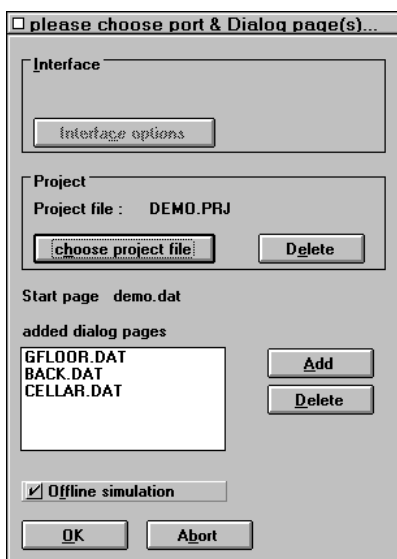 please choose port & Dialog page(s)...
Interface
Interface options
Project
Project file : DEMO.PRJ
choose project file Delete
Start page demo.dat
added dialog pages
GFLOOR.DAT
BACK.DAT
CELLAR.DAT
Add
Delete
Offline simulation
OK Abort